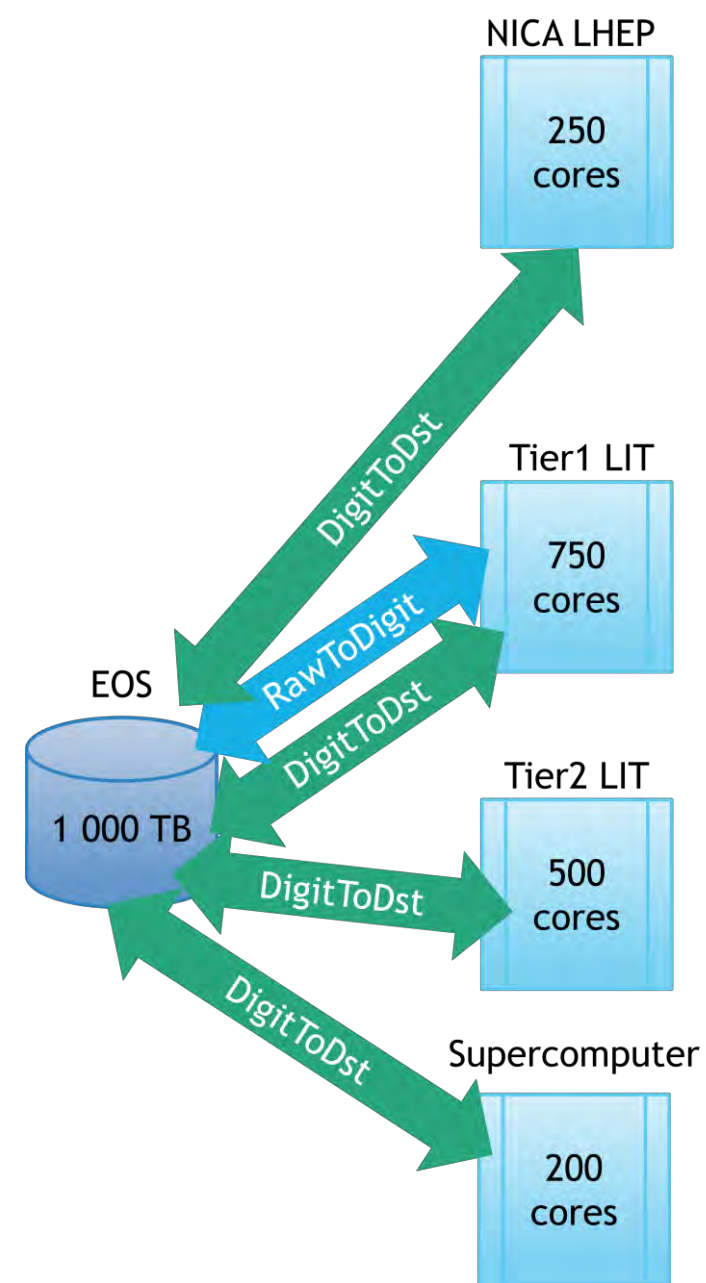 NICA LHEP
250
cores
DigitToDst
Tier1 LIT
750
cores
RawToDigit
DigitToDst
EOS
1 000 TB
Tier2 LIT
500
cores
DigitToDst
DigitToDst
Supercomputer
200
cores